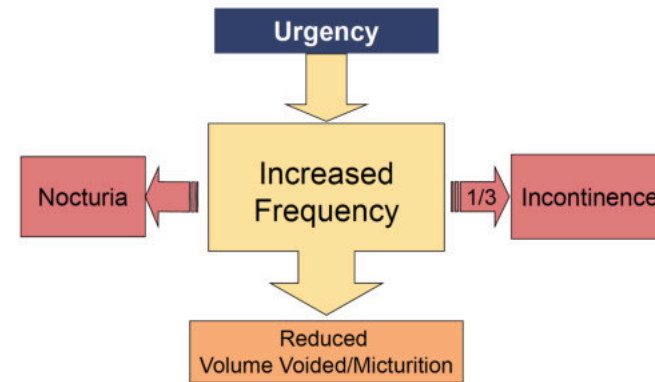 Urgency
Increased
Frequency
Nocturia
1/3
Incontinence
Reduced
Volume Voided/Micturition